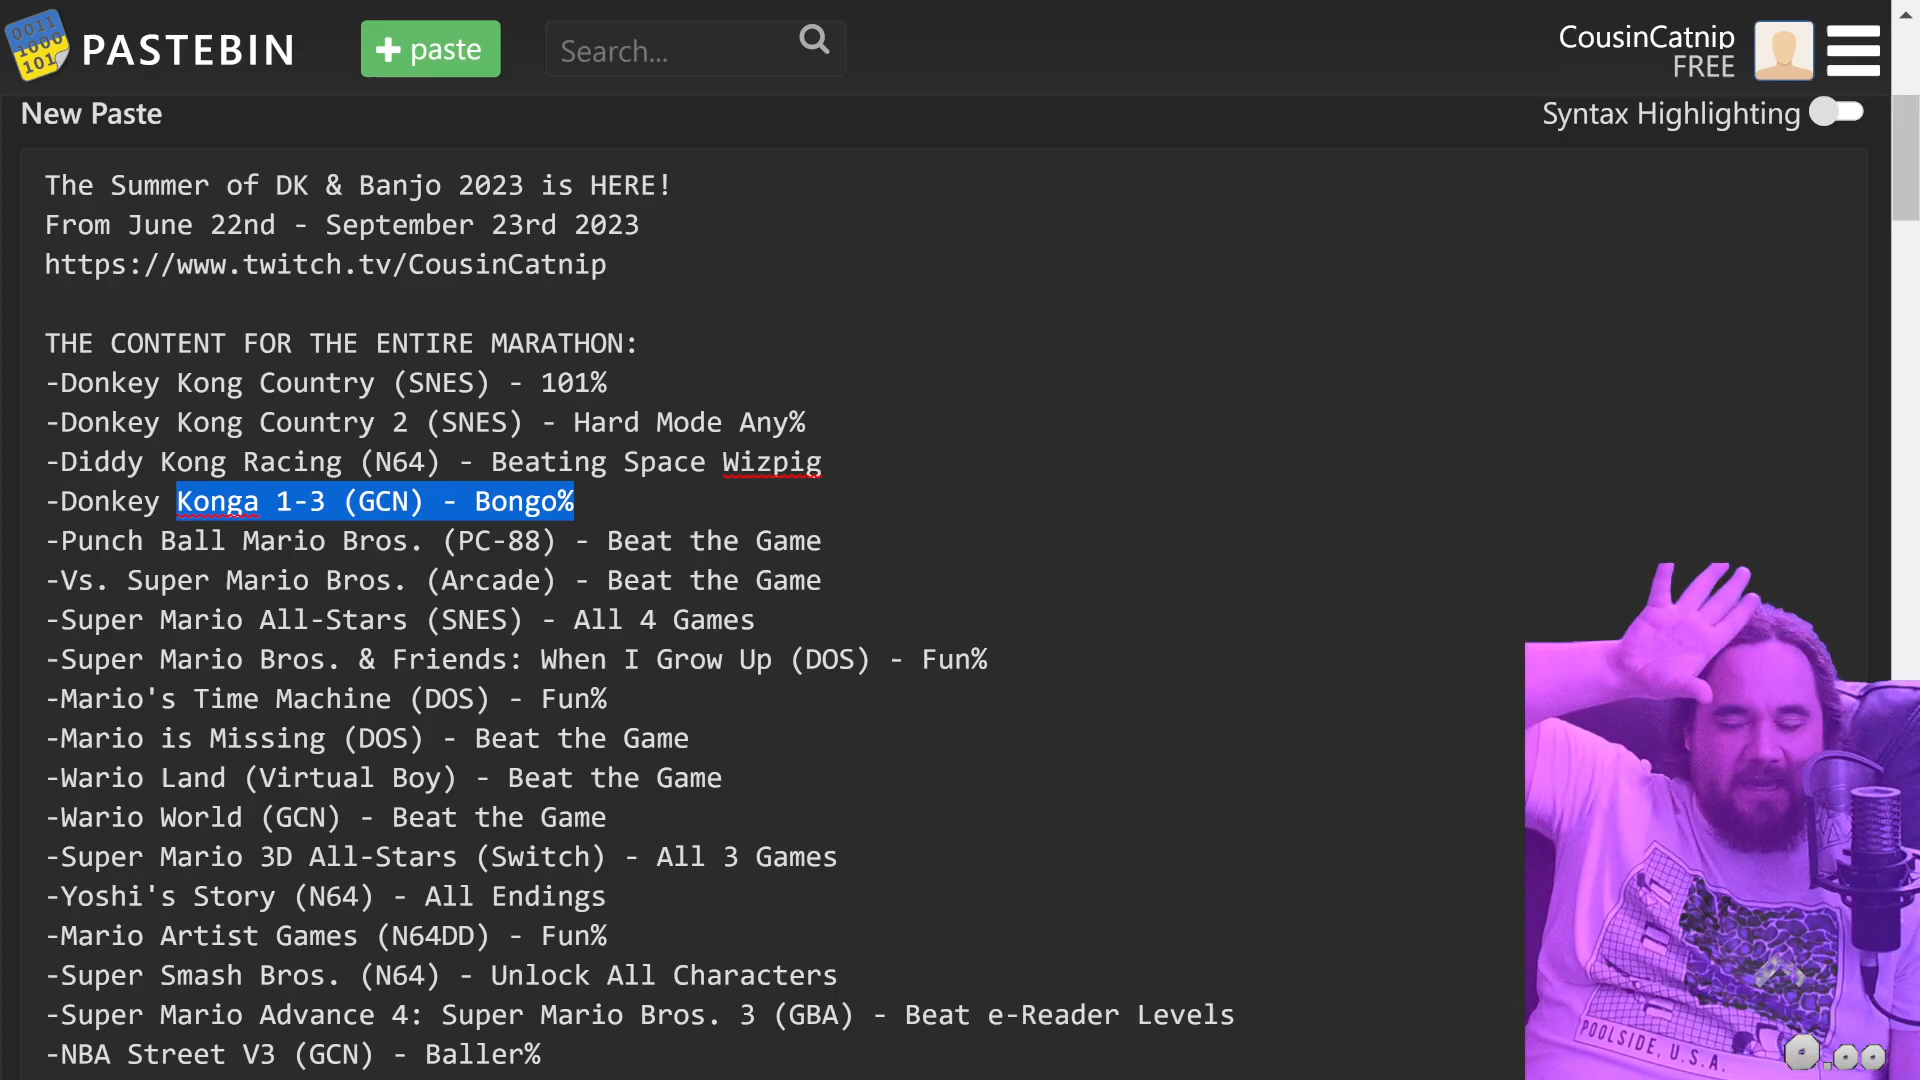 0011
1000
101
PASTEBIN
+ paste
Search...
CousinCatnip
FREE
New Paste
Syntax Highlighting
The Summer of DK & Banjo 2023 is HERE!
From June 22nd - September 23rd 2023
https://www.twitch.tv/CousinCatnip
THE CONTENT FOR THE ENTIRE MARATHON:
-Donkey Kong Country (SNES) - 101%
-Donkey Kong Country 2 (SNES) - Hard Mode Any%
-Diddy Kong Racing (N64) - Beating Space Wizpig
-Donkey Konga 1-3 (GCN) - Bongo%
-Punch Ball Mario Bros. (PC-88) - Beat the Game
-Vs. Super Mario Bros. (Arcade) - Beat the Game
-Super Mario All-Stars (SNES) - All 4 Games
-Super Mario Bros. & Friends: When I Grow Up (DOS) - Fun%
-Mario's Time Machine (DOS) - Fun%
-Mario is Missing (DOS) - Beat the Game
-Wario Land (Virtual Boy) - Beat the Game
-Wario World (GCN) - Beat the Game
-Super Mario 3D All-Stars (Switch) - All 3 Games
-Yoshi's Story (N64) - All Endings
-Mario Artist Games (N64DD) - Fun%
-Super Smash Bros. (N64) - Unlock All Characters
-Super Mario Advance 4: Super Mario Bros. 3 (GBA) - Beat e-Reader Levels
-NBA Street V3 (GCN) - Baller%
POOLSIDE, U.S.A.
0.00